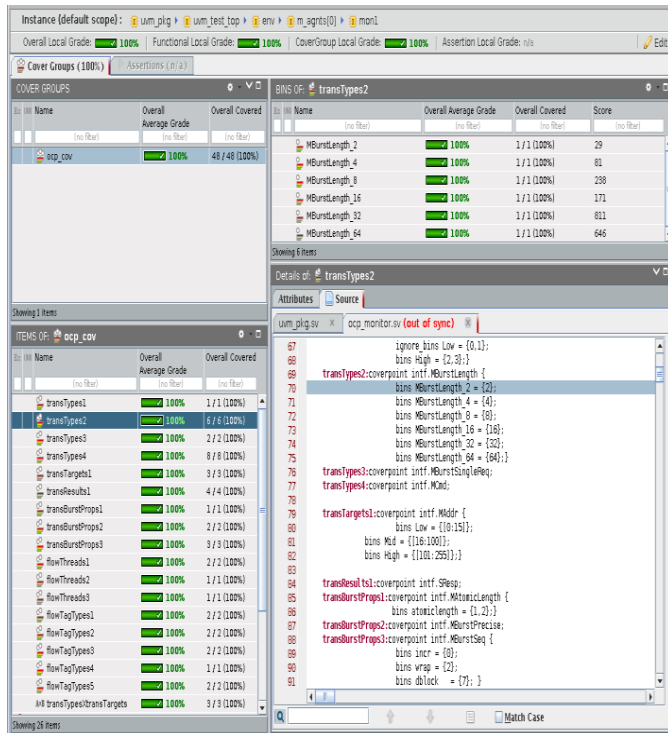 Instance (default scope) : uvm_pkg uvm_test_top env m_agnts[0] mon1
Overall Local Grade: 100% Functional Local Grade: 100% CoverGroup Local Grade: 100% Assertion Local Grade: n/a Edit
Cover Groups (100%) Assertions (n/a)
COVER GROUPS
Ex UNR Name Overall Average Grade Overall Covered
(no filter) (no filter) (no filter)
ocp_cov 100% 48 / 48 (100%)
Showing 1 items
ITEMS OF: ocp_cov
Ex UNR Name Overall Average Grade Overall Covered
(no filter) (no filter) (no filter)
transTypes1 100% 1 / 1 (100%)
transTypes2 100% 6 / 6 (100%)
transTypes3 100% 2 / 2 (100%)
transTypes4 100% 8 / 8 (100%)
transTargets1 100% 3 / 3 (100%)
transResults1 100% 4 / 4 (100%)
transBurstProps1 100% 1 / 1 (100%)
transBurstProps2 100% 2 / 2 (100%)
transBurstProps3 100% 3 / 3 (100%)
flowThreads1 100% 2 / 2 (100%)
flowThreads2 100% 1 / 1 (100%)
flowThreads3 100% 1 / 1 (100%)
flowTagTypes1 100% 2 / 2 (100%)
flowTagTypes2 100% 2 / 2 (100%)
flowTagTypes3 100% 2 / 2 (100%)
flowTagTypes4 100% 1 / 1 (100%)
flowTagTypes5 100% 2 / 2 (100%)
AxB transTypesXtransTargets 100% 3 / 3 (100%)
Showing 26 items
BINS OF: transTypes2
Ex UNR Name Overall Average Grade Overall Covered Score
(no filter) (no filter) (no filter) (no filter)
MBurstLength_2 100% 1 / 1 (100%) 29
MBurstLength_4 100% 1 / 1 (100%) 81
MBurstLength_8 100% 1 / 1 (100%) 238
MBurstLength_16 100% 1 / 1 (100%) 171
MBurstLength_32 100% 1 / 1 (100%) 811
MBurstLength_64 100% 1 / 1 (100%) 646
Showing 6 items
Details of: transTypes2
Attributes Source
uvm_pkg.sv ocp_monitor.sv (out of sync)
67 ignore_bins Low = {0,1};
68 bins High = {2,3};}
69 transTypes2:coverpoint intf.MBurstLength {
70 bins MBurstLength_2 = {2};
71 bins MBurstLength_4 = {4};
72 bins MBurstLength_8 = {8};
73 bins MBurstLength_16 = {16};
74 bins MBurstLength_32 = {32};
75 bins MBurstLength_64 = {64};}
76 transTypes3:coverpoint intf.MBurstSingleReq;
77 transTypes4:coverpoint intf.MCmd;
78
79 transTargets1:coverpoint intf.MAddr {
80 bins Low = {[0:15]};
81 bins Mid = {[16:100]};
82 bins High = {[101:255]};}
83
84 transResults1:coverpoint intf.SResp;
85 transBurstProps1:coverpoint intf.MAtomicLength {
86 bins atomiclength = {1,2};}
87 transBurstProps2:coverpoint intf.MBurstPrecise;
88 transBurstProps3:coverpoint intf.MBurstSeq {
89 bins incr = {0};
90 bins wrap = {2};
91 bins dblock = {7}; }
Match Case